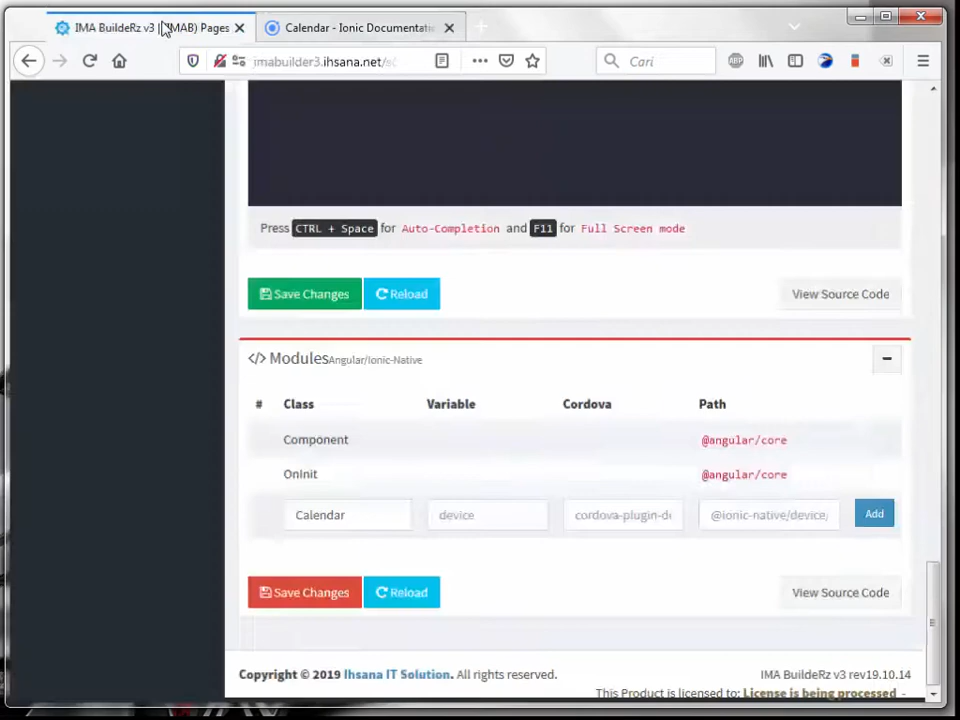 IMA BuildeRz v3 (IMAB) Pages
Calendar - Ionic Documentati
imabuilder3.ihsana.net/s
Cari
ABP
Press CTRL + Space for Auto-Completion and F11 for Full Screen mode
Save Changes Reload View Source Code
</> Modules Angular/Ionic-Native
# Class Variable Cordova Path
Component @angular/core
OnInit @angular/core
Calendar device cordova-plugin-de @ionic-native/device/ Add
Save Changes Reload View Source Code
Copyright © 2019 Ihsana IT Solution. All rights reserved. IMA BuildeRz v3 rev19.10.14
This Product is licensed to: License is being processed -